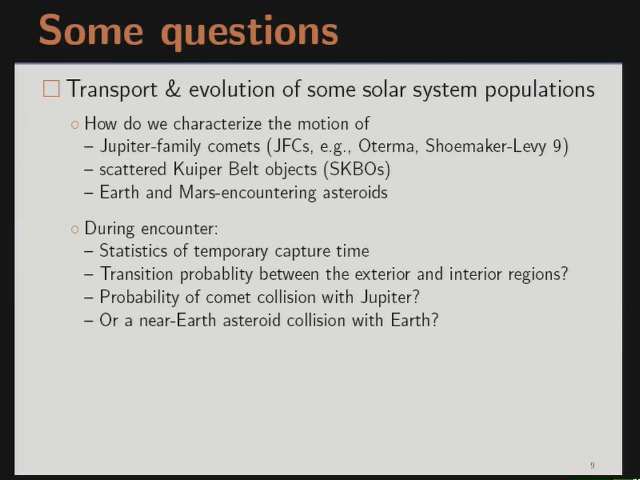 Some questions
Transport & evolution of some solar system populations
How do we characterize the motion of
– Jupiter-family comets (JFCs, e.g., Oterma, Shoemaker-Levy 9)
– scattered Kuiper Belt objects (SKBOs)
– Earth and Mars-encountering asteroids
During encounter:
– Statistics of temporary capture time
– Transition probablity between the exterior and interior regions?
– Probability of comet collision with Jupiter?
– Or a near-Earth asteroid collision with Earth?
9